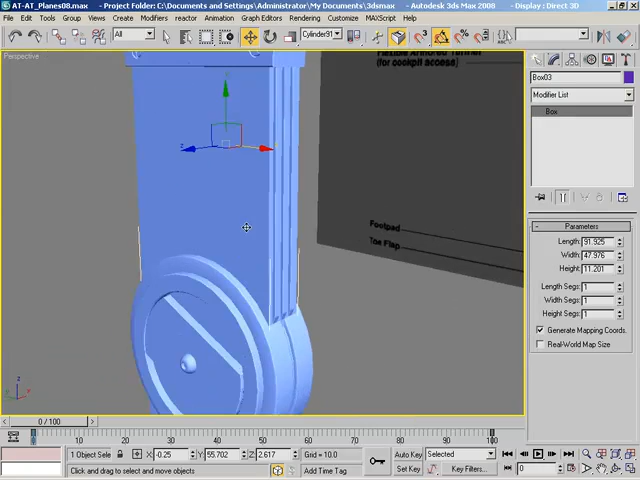 AT-AT_Planes08.max - Project Folder: C:\Documents and Settings\Administrator\My Documents\3dsmax - Autodesk 3ds Max 2008 - Display : Direct 3D
File Edit Tools Group Views Create Modifiers reactor Animation Graph Editors Rendering Customize MAXScript Help
All Cylinder91
Perspective
(for cockpit access)
Footpad
Toe Flap
Box03
Modifier List
Box
Parameters
Length: 91.925
Width: 47.976
Height: 11.201
Length Segs: 1
Width Segs: 1
Height Segs: 1
Generate Mapping Coords.
Real-World Map Size
0 / 100
0 10 20 30 40 50 60 70 80 90 100
1 Object Sele X: -0.25 Y: 55.702 Z: 2.617 Grid = 10.0 Auto Key Selected
Click and drag to select and move objects Add Time Tag Set Key Key Filters... 0